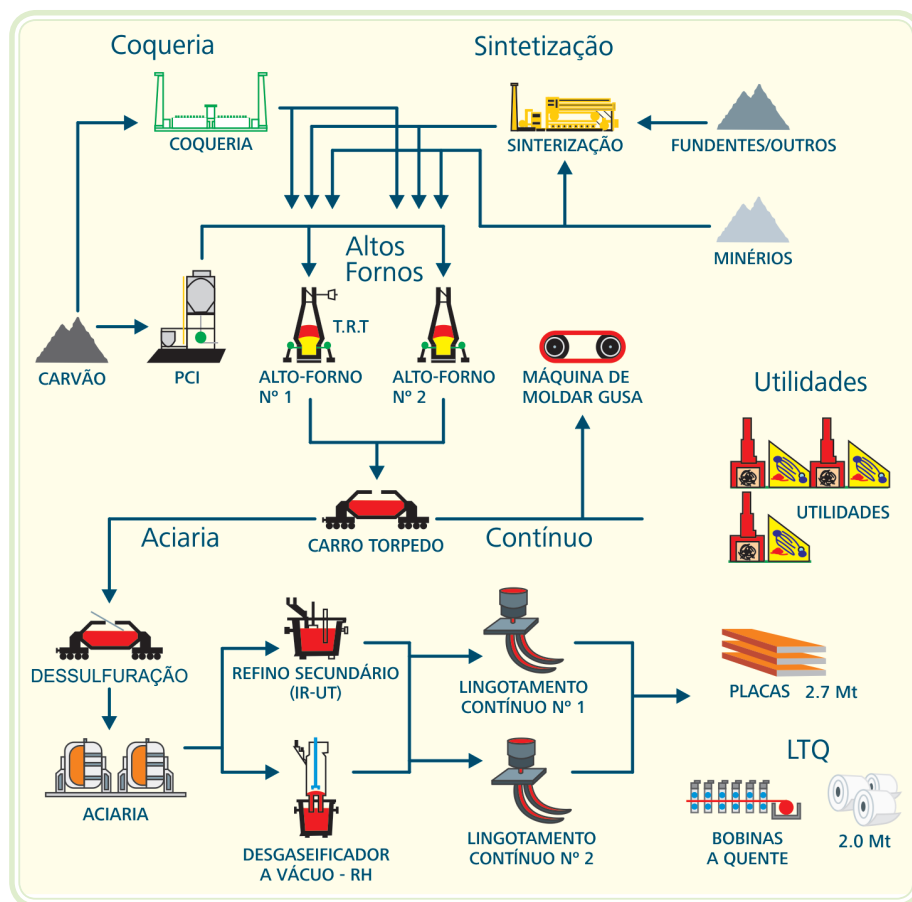 Coqueria
Sintetização
COQUERIA
SINTERIZAÇÃO
FUNDENTES/OUTROS
MINÉRIOS
Altos
Fornos
T.R.T
CARVÃO
PCI
ALTO-FORNO
Nº 1
ALTO-FORNO
Nº 2
MÁQUINA DE
MOLDAR GUSA
Utilidades
UTILIDADES
Aciaria
CARRO TORPEDO
Contínuo
DESSULFURAÇÃO
REFINO SECUNDÁRIO
(IR-UT)
LINGOTAMENTO
CONTÍNUO Nº 1
PLACAS 2.7 Mt
LTQ
ACIARIA
DESGASEIFICADOR
A VÁCUO - RH
LINGOTAMENTO
CONTÍNUO Nº 2
BOBINAS
A QUENTE
2.0 Mt